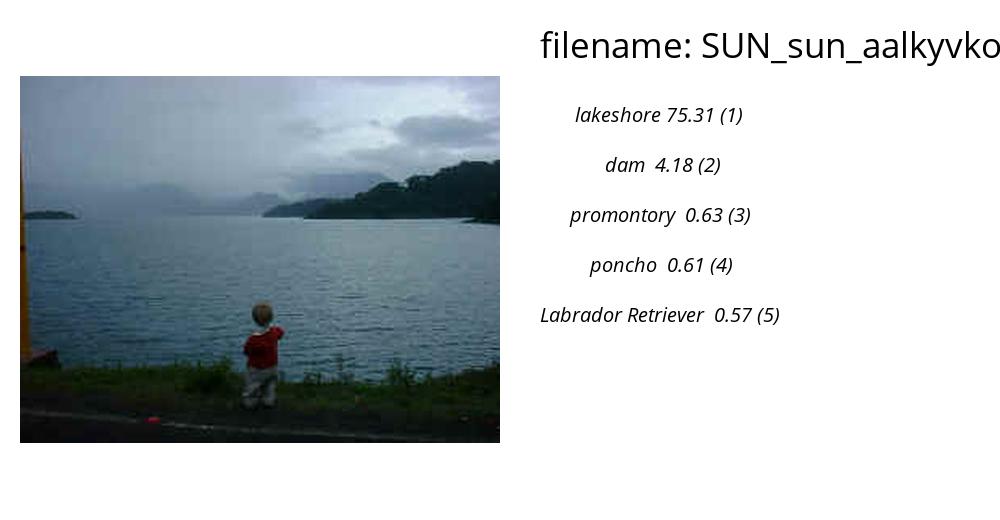 filename: SUN_sun_aalkyvko
lakeshore 75.31 (1)
dam 4.18 (2)
promontory 0.63 (3)
poncho 0.61 (4)
Labrador Retriever 0.57 (5)